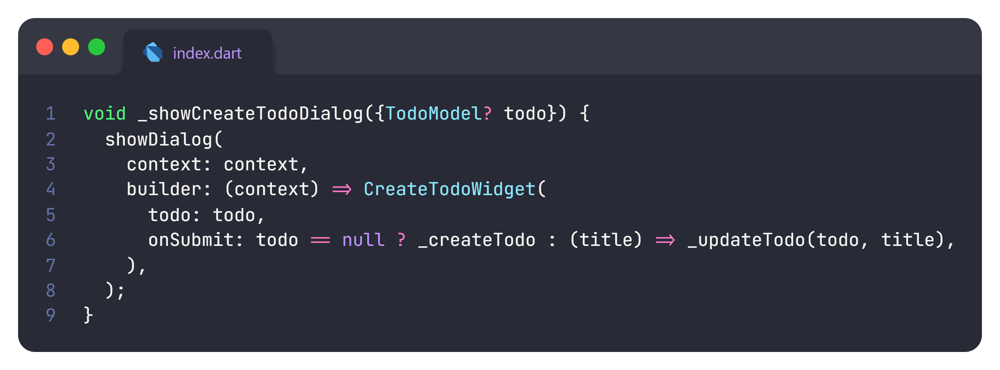 index.dart
1 void _showCreateTodoDialog({TodoModel? todo}) {
2   showDialog(
3     context: context,
4     builder: (context) => CreateTodoWidget(
5       todo: todo,
6       onSubmit: todo == null ? _createTodo : (title) => _updateTodo(todo, title),
7     ),
8   );
9 }